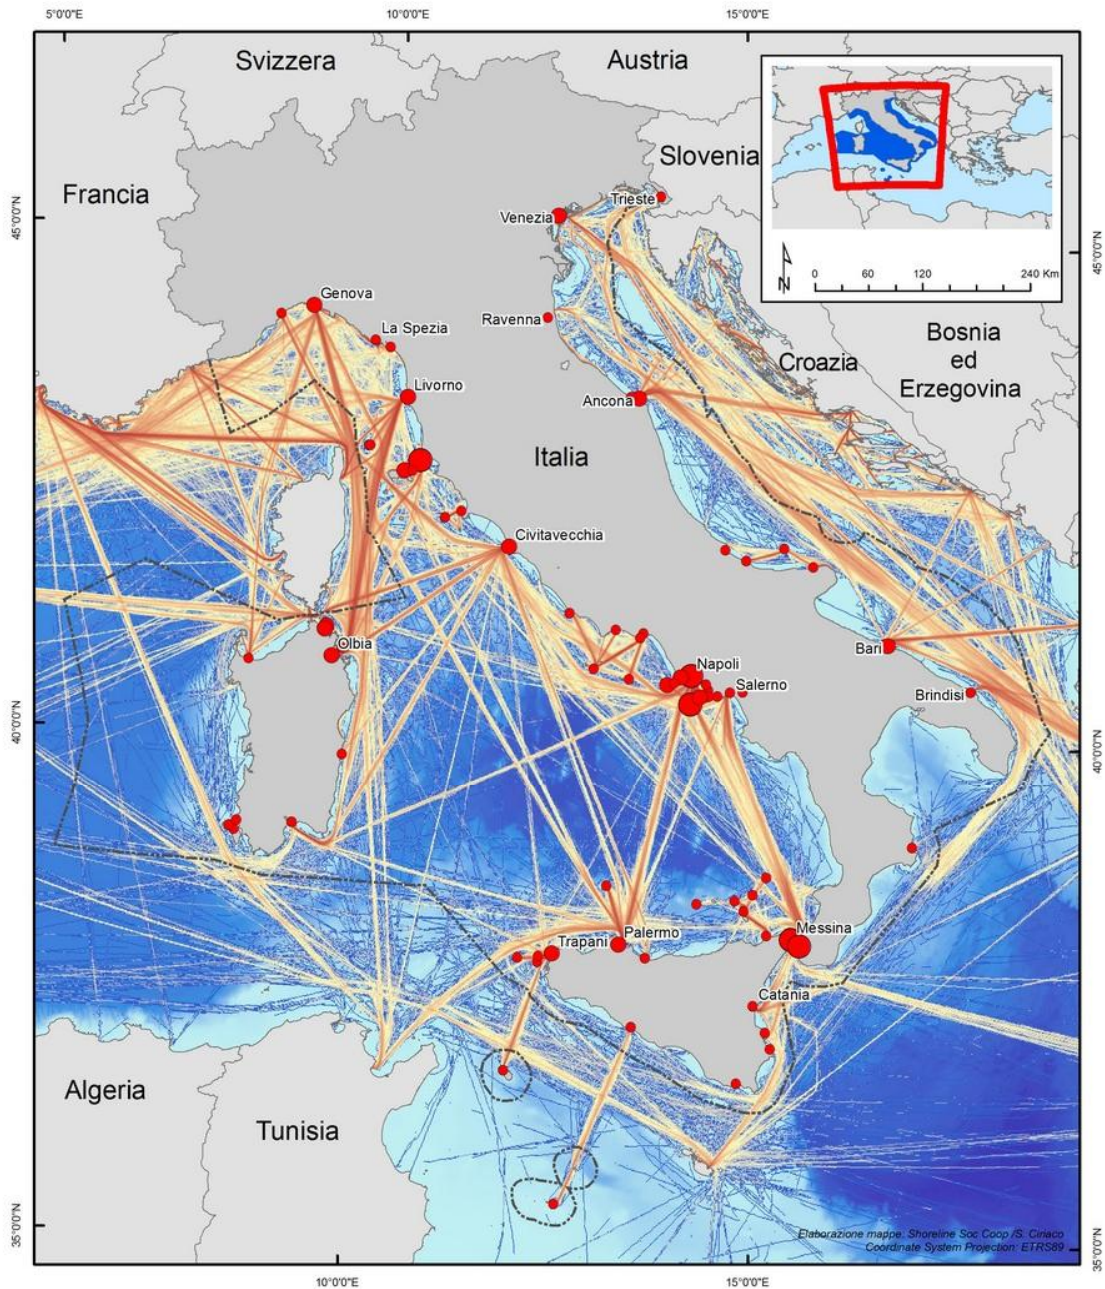 5°0'0"E
10°0'0"E
15°0'0"E
Svizzera
Austria
Slovenia
Francia
45°0'0"N
45°0'0"N
Trieste
Venezia
N
0 60 120 240 Km
Genova
La Spezia
Ravenna
Croazia
Bosnia
ed
Erzegovina
Livorno
Ancona
Italia
Civitavecchia
Olbia
Bari
Napoli
Salerno
Brindisi
40°0'0"N
40°0'0"N
Messina
Palermo
Trapani
Catania
Algeria
Tunisia
35°0'0"N
35°0'0"N
Elaborazione mappe: Shoreline Soc Coop /S. Ciriaco
Coordinate System Projection: ETRS89
10°0'0"E
15°0'0"E